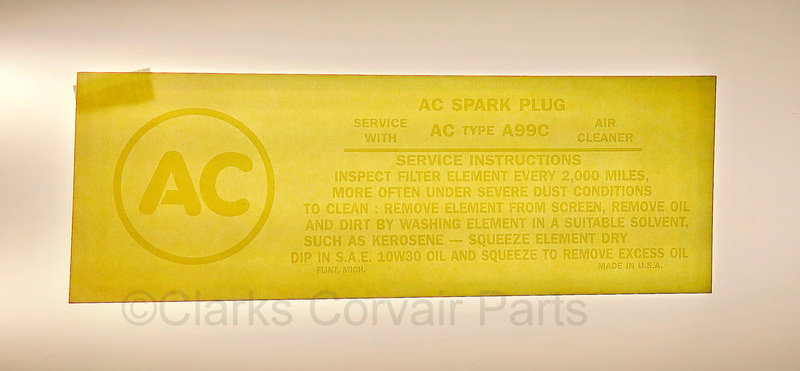 AC
AC SPARK PLUG
SERVICE WITH AC TYPE A99C AIR CLEANER
SERVICE INSTRUCTIONS
INSPECT FILTER ELEMENT EVERY 2,000 MILES,
MORE OFTEN UNDER SEVERE DUST CONDITIONS
TO CLEAN : REMOVE ELEMENT FROM SCREEN, REMOVE OIL
AND DIRT BY WASHING ELEMENT IN A SUITABLE SOLVENT,
SUCH AS KEROSENE — SQUEEZE ELEMENT DRY
DIP IN S.A.E. 10W30 OIL AND SQUEEZE TO REMOVE EXCESS OIL
FLINT, MICH. MADE IN U.S.A.
©Clarks Corvair Parts